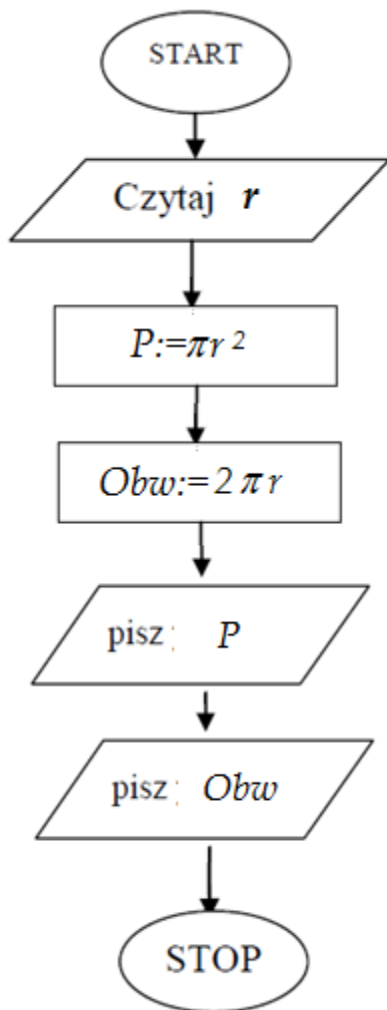 START
Czytaj r
P:=πr²
Obw:=2πr
pisz; P
pisz; Obw
STOP